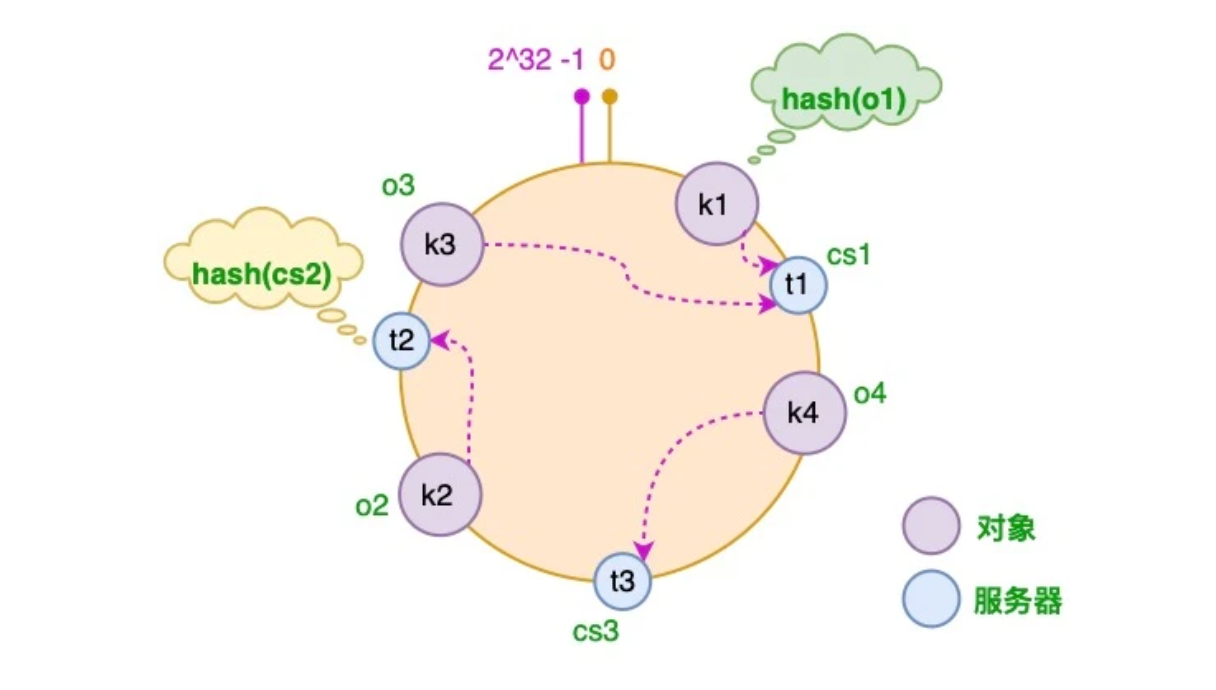 2^32 -1 0
hash(o1)
o3
k1
k3
cs1
hash(cs2)
t1
t2
o4
k4
k2
o2
对象
t3
服务器
cs3